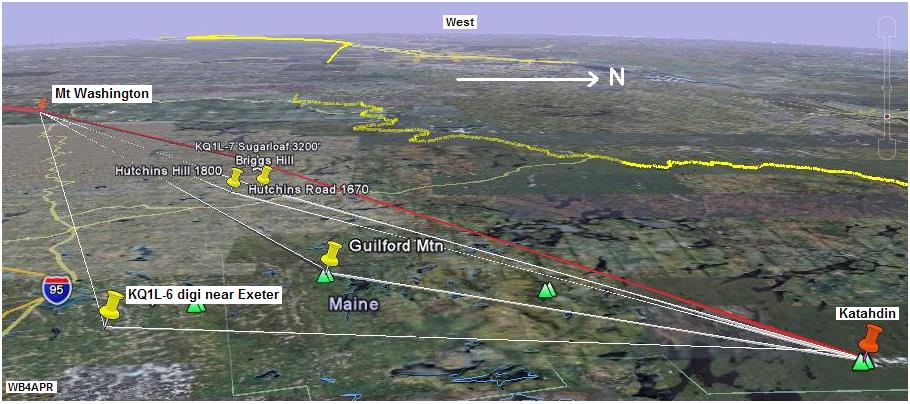 West
N
Mt Washington
KQ1L-7 Sugarloaf 3200'
Briggs Hill
Hutchins Hill 1800
Hutchins Road 1670
Guilford Mtn
95
KQ1L-6 digi near Exeter
Maine
Katahdin
WB4APR